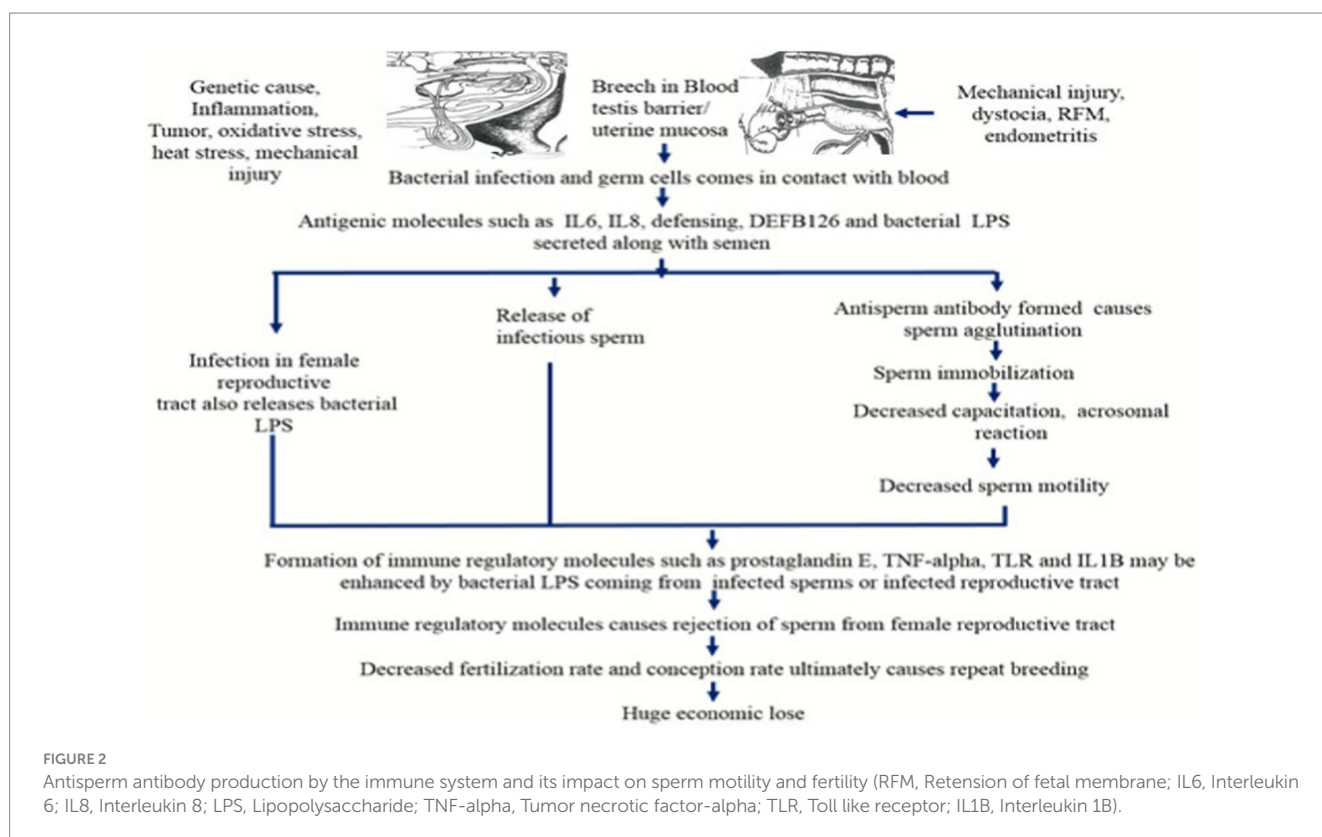 Genetic cause,
Inflammation,
Tumor, oxidative stress,
heat stress, mechanical
injury
Breech in Blood
testis barrier/
uterine mucosa
Mechanical injury,
dystocia, RFM,
endometritis
Bacterial infection and germ cells comes in contact with blood
Antigenic molecules such as IL6, IL8, defensing, DEFB126 and bacterial LPS
secreted along with semen
Infection in female
reproductive
tract also releases bacterial
LPS
Release of
infectious sperm
Antisperm antibody formed causes
sperm agglutination
Sperm immobilization
Decreased capacitation, acrosomal
reaction
Decreased sperm motility
Formation of immune regulatory molecules such as prostaglandin E, TNF-alpha, TLR and IL1B may be
enhanced by bacterial LPS coming from infected sperms or infected reproductive tract
Immune regulatory molecules causes rejection of sperm from female reproductive tract
Decreased fertilization rate and conception rate ultimately causes repeat breeding
Huge economic lose
FIGURE 2
Antisperm antibody production by the immune system and its impact on sperm motility and fertility (RFM, Retension of fetal membrane; IL6, Interleukin
6; IL8, Interleukin 8; LPS, Lipopolysaccharide; TNF-alpha, Tumor necrotic factor-alpha; TLR, Toll like receptor; IL1B, Interleukin 1B).